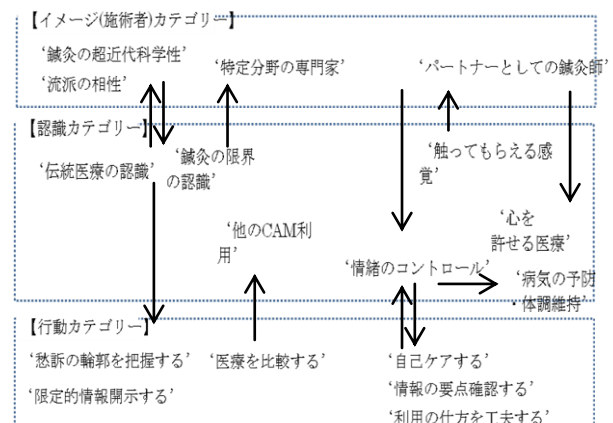 【イメージ(施術者)カテゴリー】
‘鍼灸の超近代科学性’
‘流派の相性’
‘特定分野の専門家’
‘パートナーとしての鍼灸師’
【認識カテゴリー】
‘伝統医療の認識’
‘鍼灸の限界
の認識’
‘触ってもらえる感
覚’
‘他のCAM利
用’
‘心を
許せる医療’
‘情緒のコントロール’
‘病気の予防
・体調維持’
【行動カテゴリー】
‘愁訴の輪郭を把握する’
‘医療を比較する’
‘自己ケアする’
‘限定的情報開示する’
‘情報の要点確認する’
‘利用の仕方を工夫する’